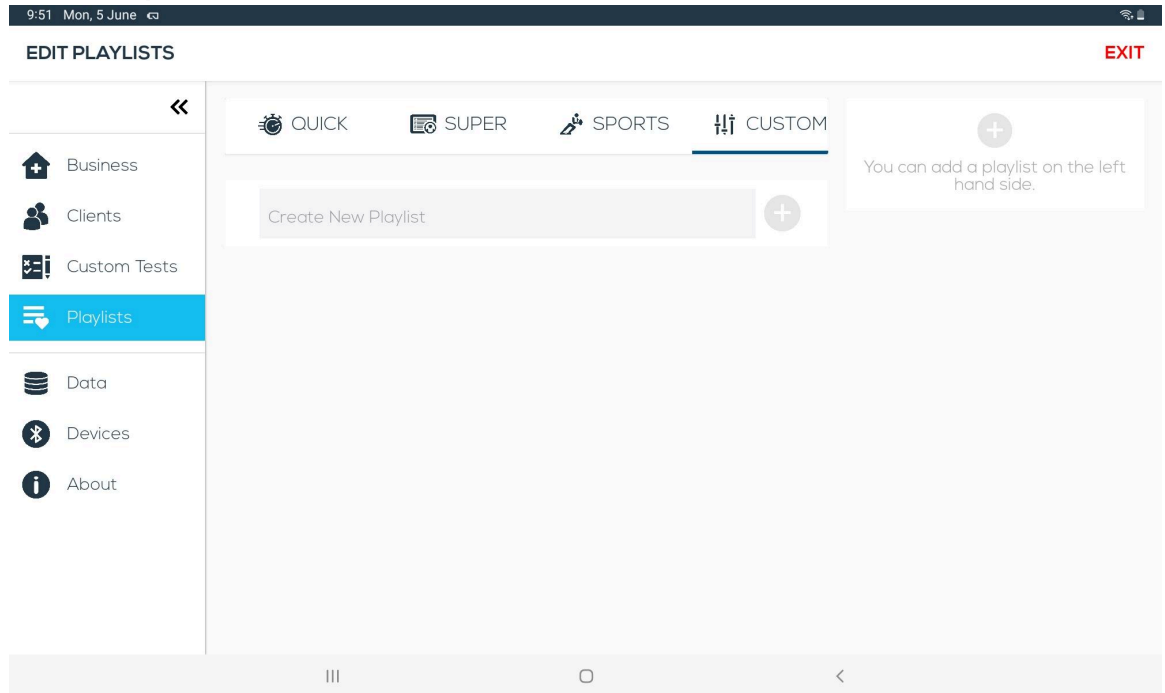 9:51 Mon, 5 June
EDIT PLAYLISTS
EXIT
QUICK
SUPER
SPORTS
CUSTOM
You can add a playlist on the left
hand side.
Create New Playlist
Business
Clients
Custom Tests
Playlists
Data
Devices
About